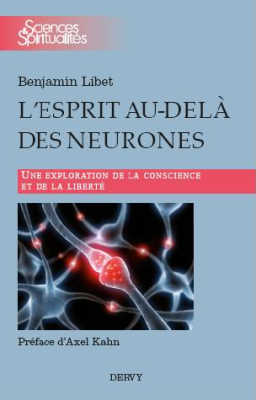 Sciences
& Spiritualités
Benjamin Libet
L'ESPRIT AU-DELÀ
DES NEURONES
UNE EXPLORATION DE LA CONSCIENCE
ET DE LA LIBERTÉ
Préface d'Axel Kahn
DERVY